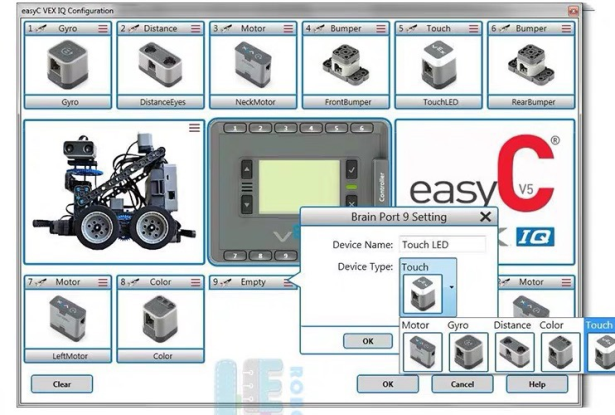 easyC VEX IQ Configuration
1 Gyro
2 Distance
3 Motor
4 Bumper
5 Touch
6 Bumper
Gyro
DistanceEyes
NeckMotor
FrontBumper
TouchLED
RearBumper
1 2 3 4 5 6
Controller
7 8 9
easyC
V5
®
IQ
Brain Port 9 Setting
Device Name: Touch LED
Device Type: Touch
OK
7 Motor
8 Color
9 Empty
Motor
LeftMotor
Color
Motor
Gyro
Distance
Color
Touch
Clear
OK
Cancel
Help